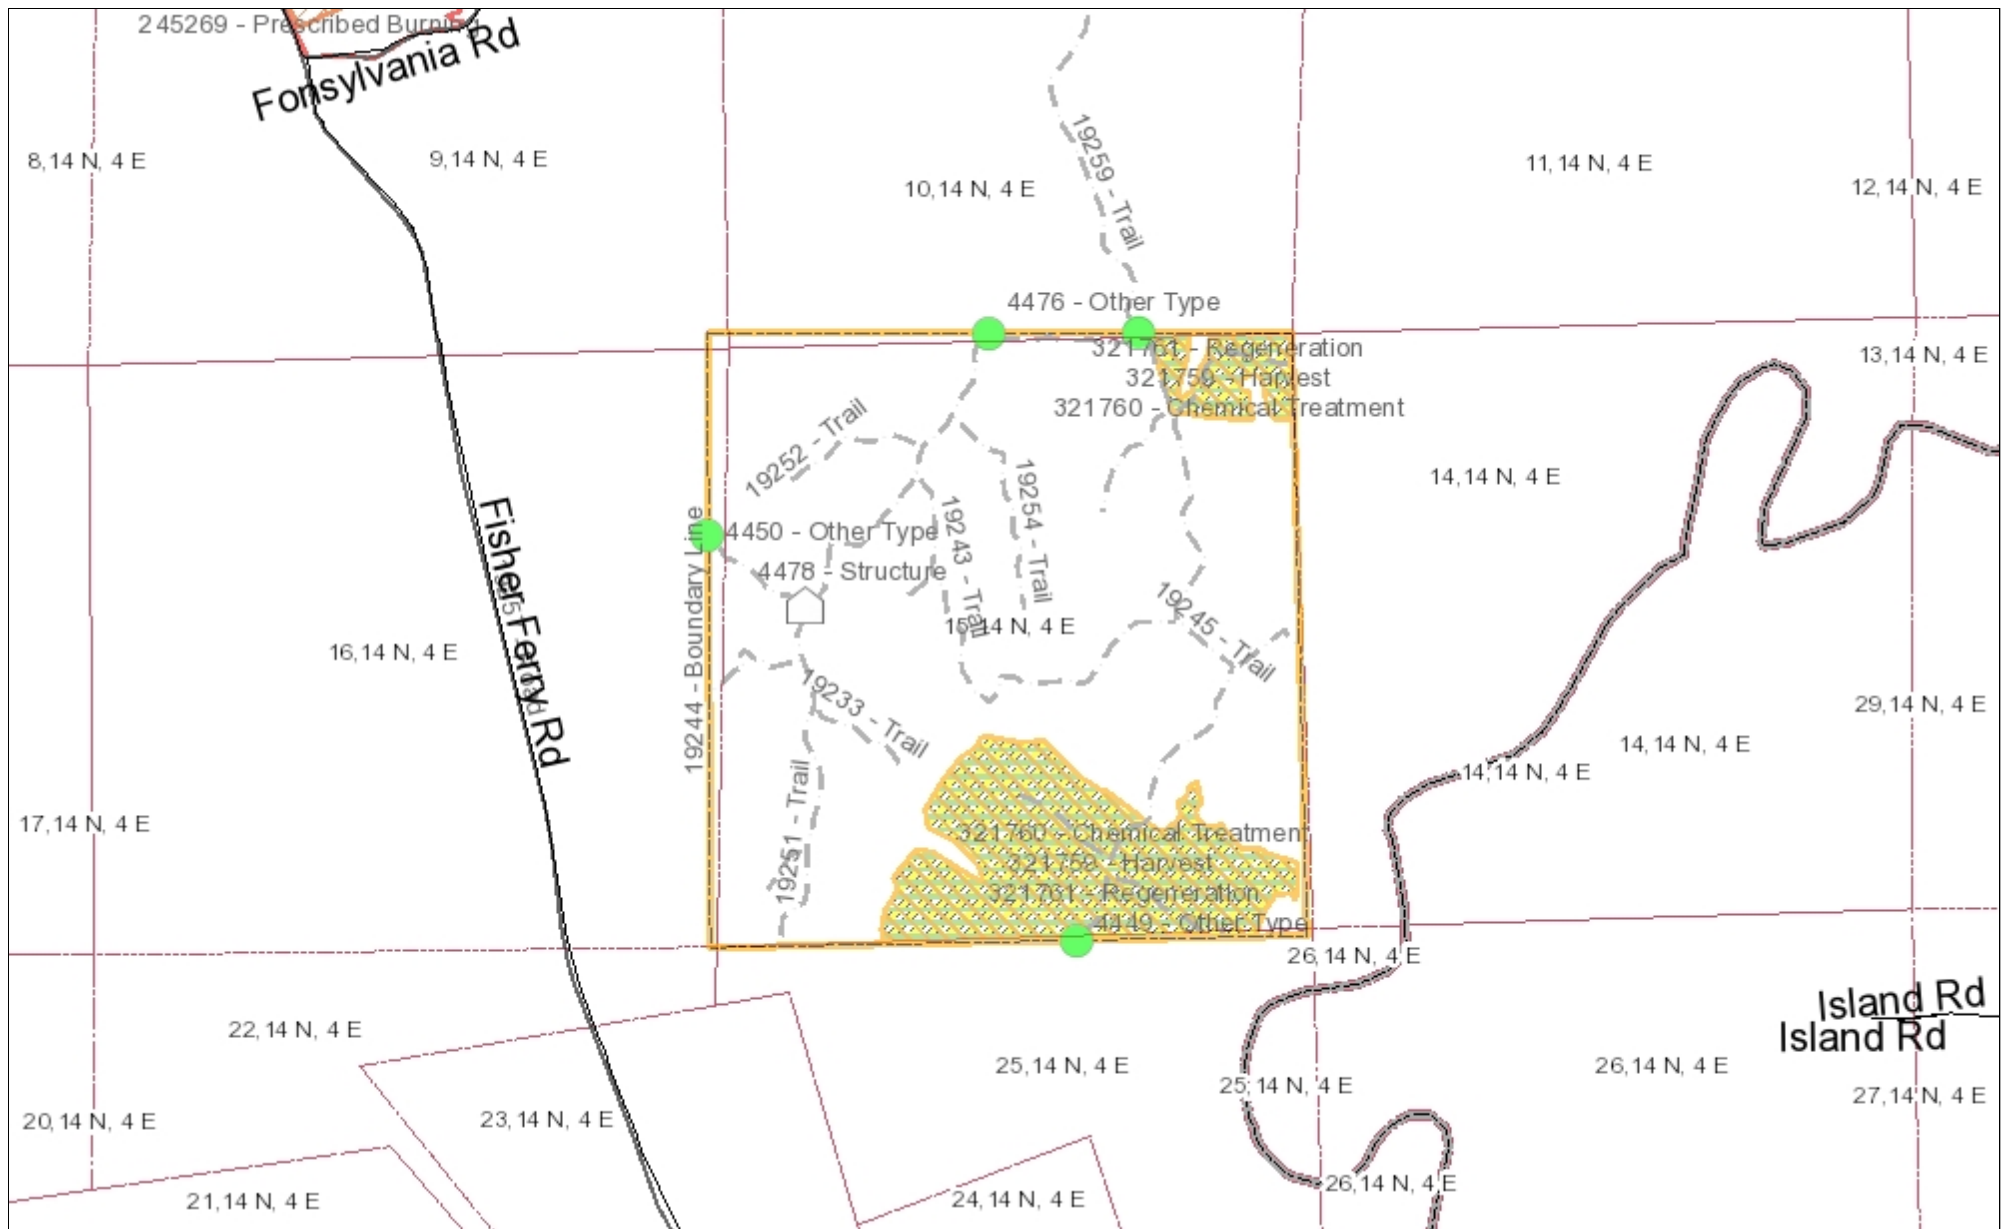 245269 - Prescribed Burning
Fonsylvania Rd
8,14 N, 4 E
9,14 N, 4 E
10,14 N, 4 E
19259 - Trail
11,14 N, 4 E
12,14 N, 4 E
4476 - Other Type
321761 - Regeneration
321759 - Harvest
321760 - Chemical Treatment
13,14 N, 4 E
19252 - Trail
19254 - Trail
19243 - Trail
14,14 N, 4 E
Fisher Ferry Rd
4450 - Other Type
4478 - Structure
19244 - Boundary Line
15,14 N, 4 E
19245 - Trail
16,14 N, 4 E
19233 - Trail
29,14 N, 4 E
14,14 N, 4 E
14,14 N, 4 E
17,14 N, 4 E
19251 - Trail
321760 - Chemical Treatment
321759 - Harvest
321761 - Regeneration
4449 - Other Type
26,14 N, 4 E
Island Rd
Island Rd
22,14 N, 4 E
25,14 N, 4 E
25,14 N, 4 E
26,14 N, 4 E
27,14 N, 4 E
20,14 N, 4 E
23,14 N, 4 E
26,14 N, 4 E
21,14 N, 4 E
24,14 N, 4 E